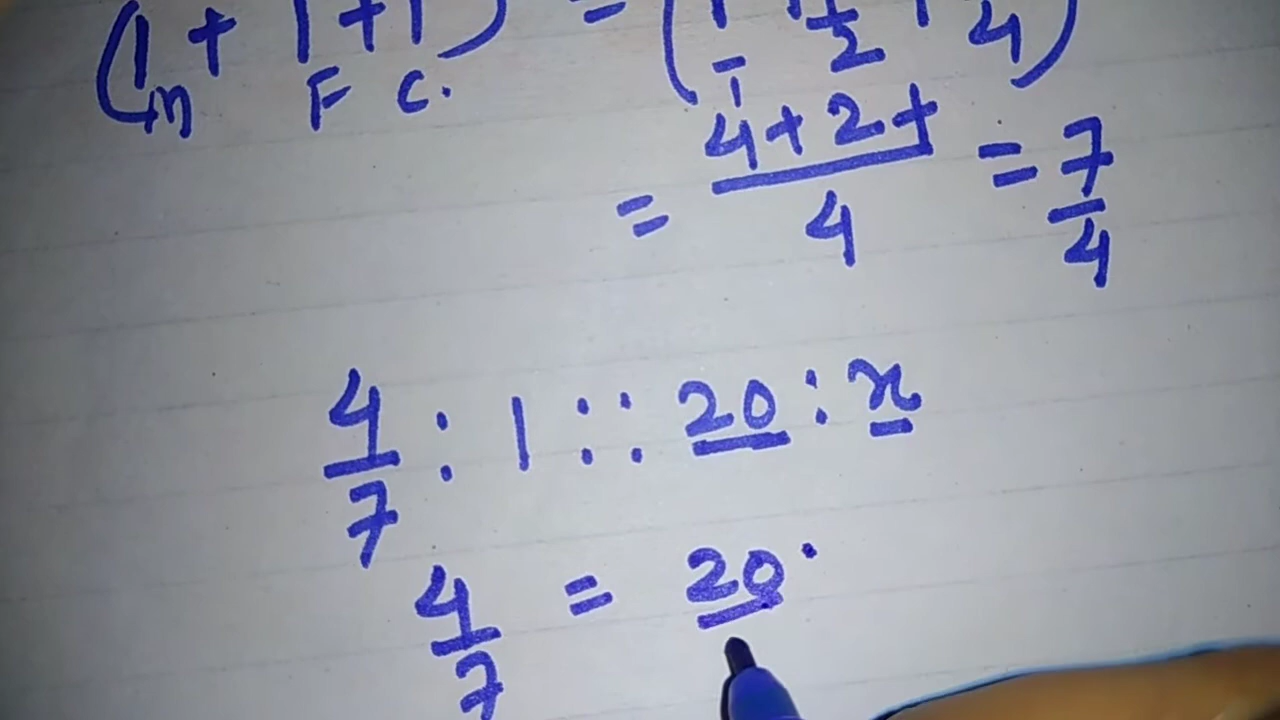 (1/m + 1/F + 1/C.) = (1/1 + 1/2 + 1/4)
= 4+2+/4 = 7/4
4/7 : 1 :: 20 : x
4/7 = 20